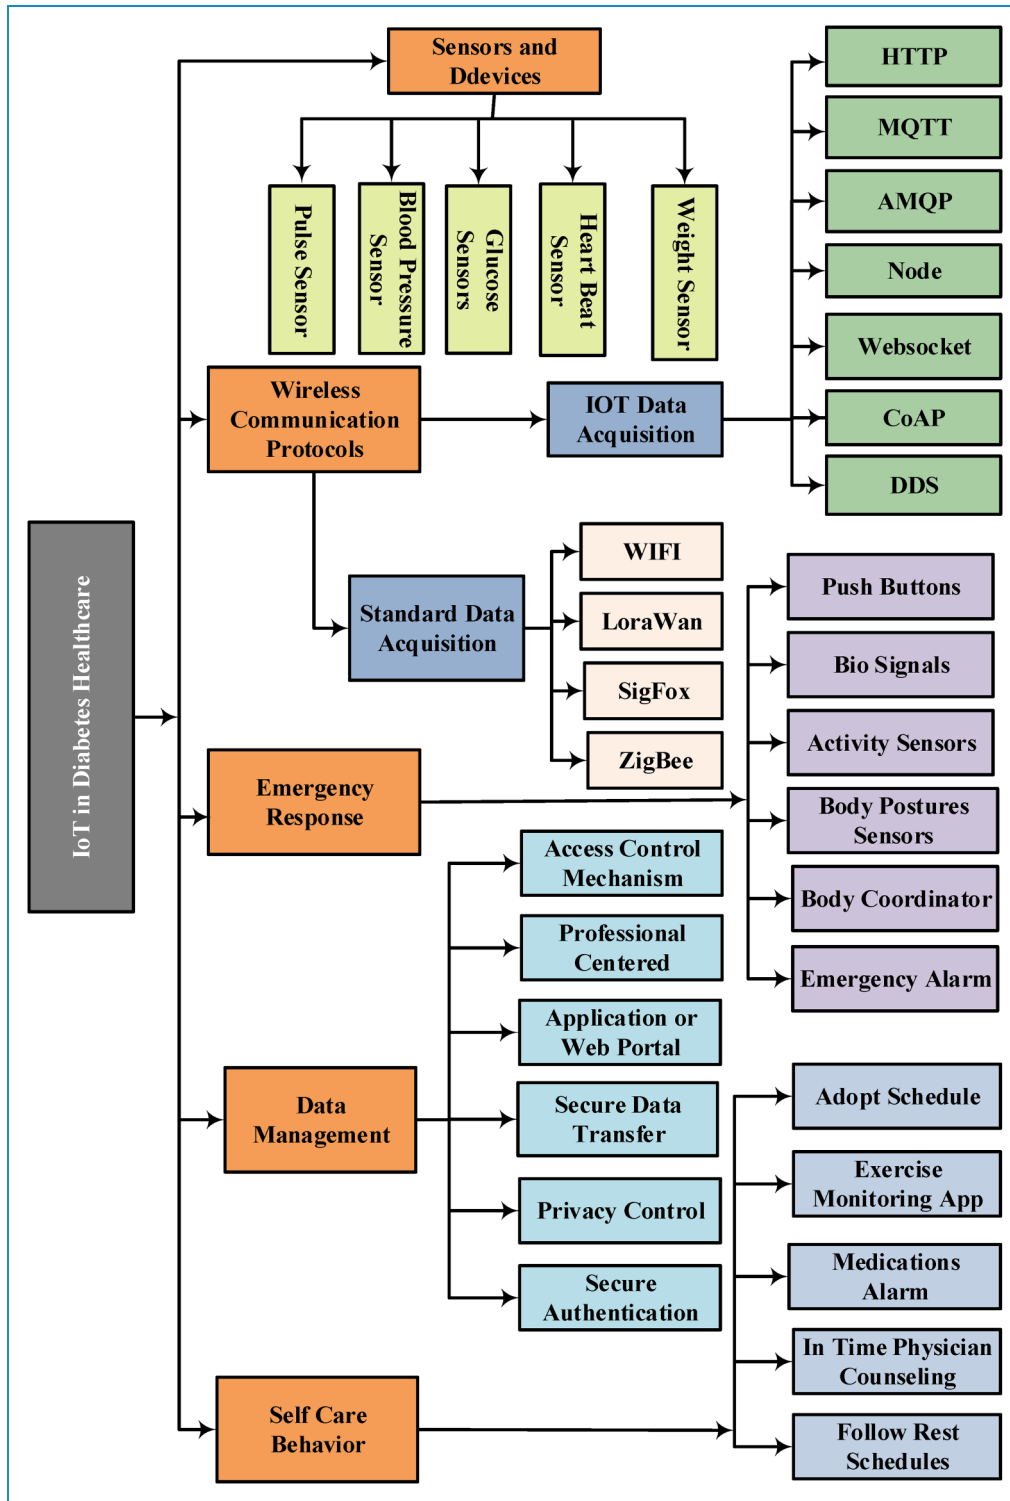 Sensors and
Ddevices
Pulse Sensor
Blood Pressure
Sensor
Glucose
Sensors
Heart Beat
Sensor
Weight Sensor
HTTP
MQTT
AMQP
Node
Websocket
CoAP
DDS
Wireless
Communication
Protocols
IOT Data
Acquisition
Standard Data
Acquisition
WIFI
LoraWan
SigFox
ZigBee
IoT in Diabetes Healthcare
Emergency
Response
Push Buttons
Bio Signals
Activity Sensors
Body Postures
Sensors
Body Coordinator
Emergency Alarm
Data
Management
Access Control
Mechanism
Professional
Centered
Application or
Web Portal
Secure Data
Transfer
Privacy Control
Secure
Authentication
Self Care
Behavior
Adopt Schedule
Exercise
Monitoring App
Medications
Alarm
In Time Physician
Counseling
Follow Rest
Schedules